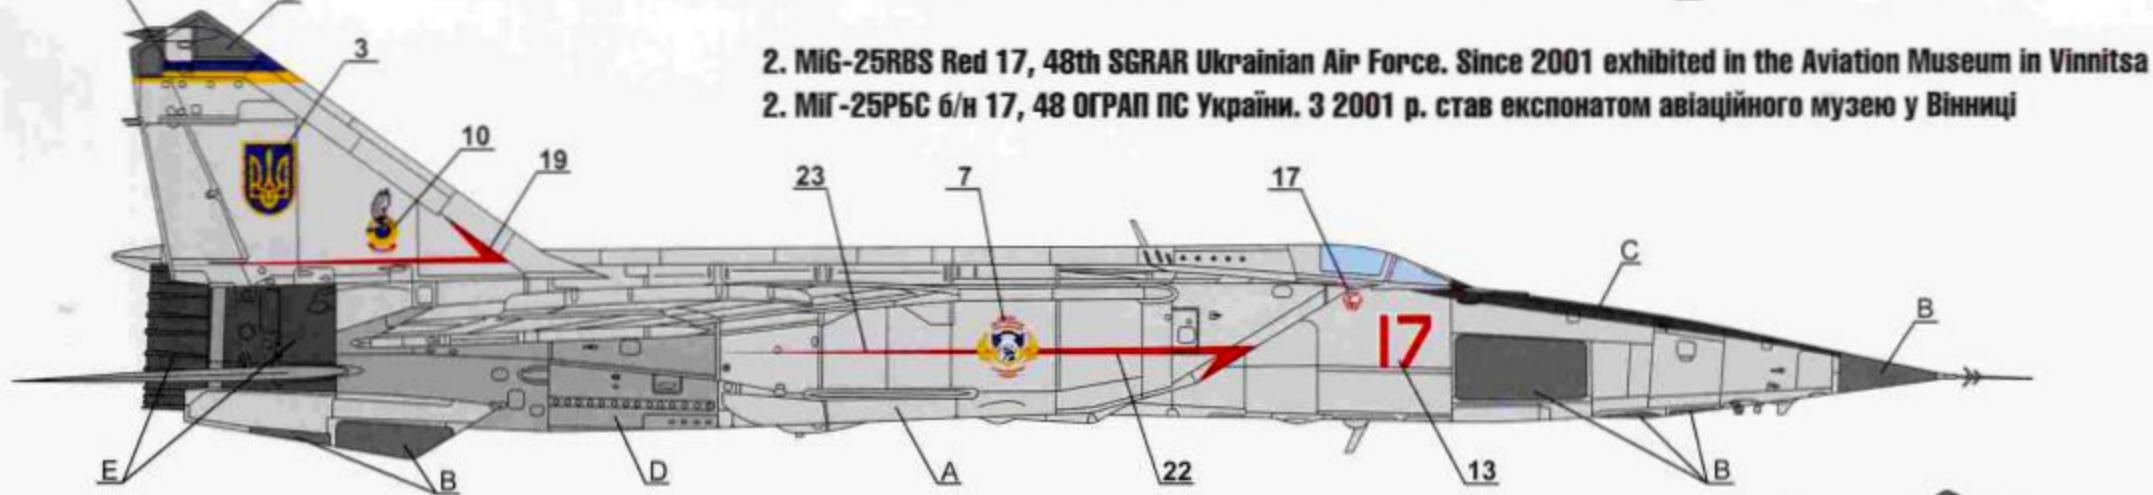 2. MiG-25RBS Red 17, 48th SGRAR Ukrainian Air Force. Since 2001 exhibited in the Aviation Museum in Vinnitsa
2. МіГ-25РБС б/н 17, 48 ОГРАП ПС України. З 2001 р. став експонатом авіаційного музею у Вінниці
3
10
19
23
7
17
C
B
17
E
B
D
A
22
13
B